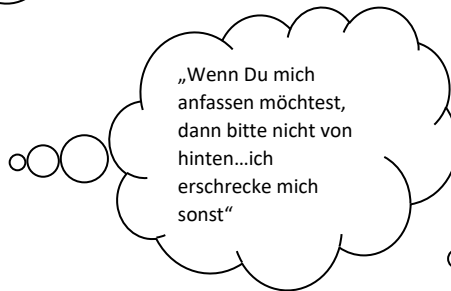 „Wenn Du mich
anfassen möchtest,
dann bitte nicht von
hinten…ich
erschrecke mich
sonst“